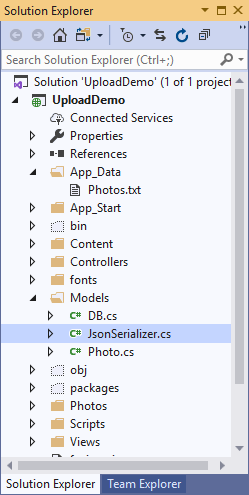 Solution Explorer
Search Solution Explorer (Ctrl+;)
Solution 'UploadDemo' (1 of 1 project
UploadDemo
Connected Services
Properties
References
App_Data
Photos.txt
App_Start
bin
Content
Controllers
fonts
Models
C# DB.cs
C# JsonSerializer.cs
C# Photo.cs
obj
packages
Photos
Scripts
Views
Solution Explorer Team Explorer